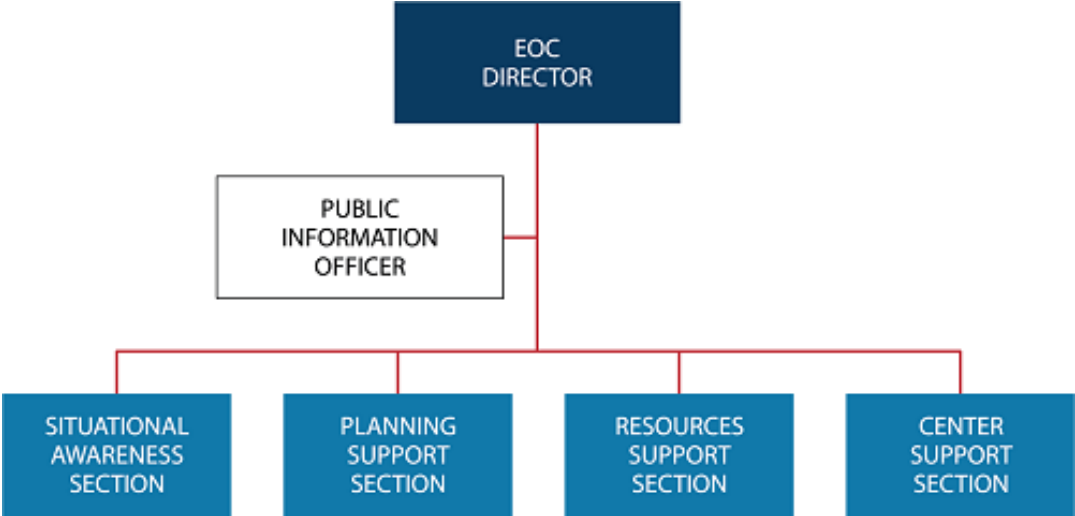 EOC
DIRECTOR
PUBLIC
INFORMATION
OFFICER
SITUATIONAL
AWARENESS
SECTION
PLANNING
SUPPORT
SECTION
RESOURCES
SUPPORT
SECTION
CENTER
SUPPORT
SECTION